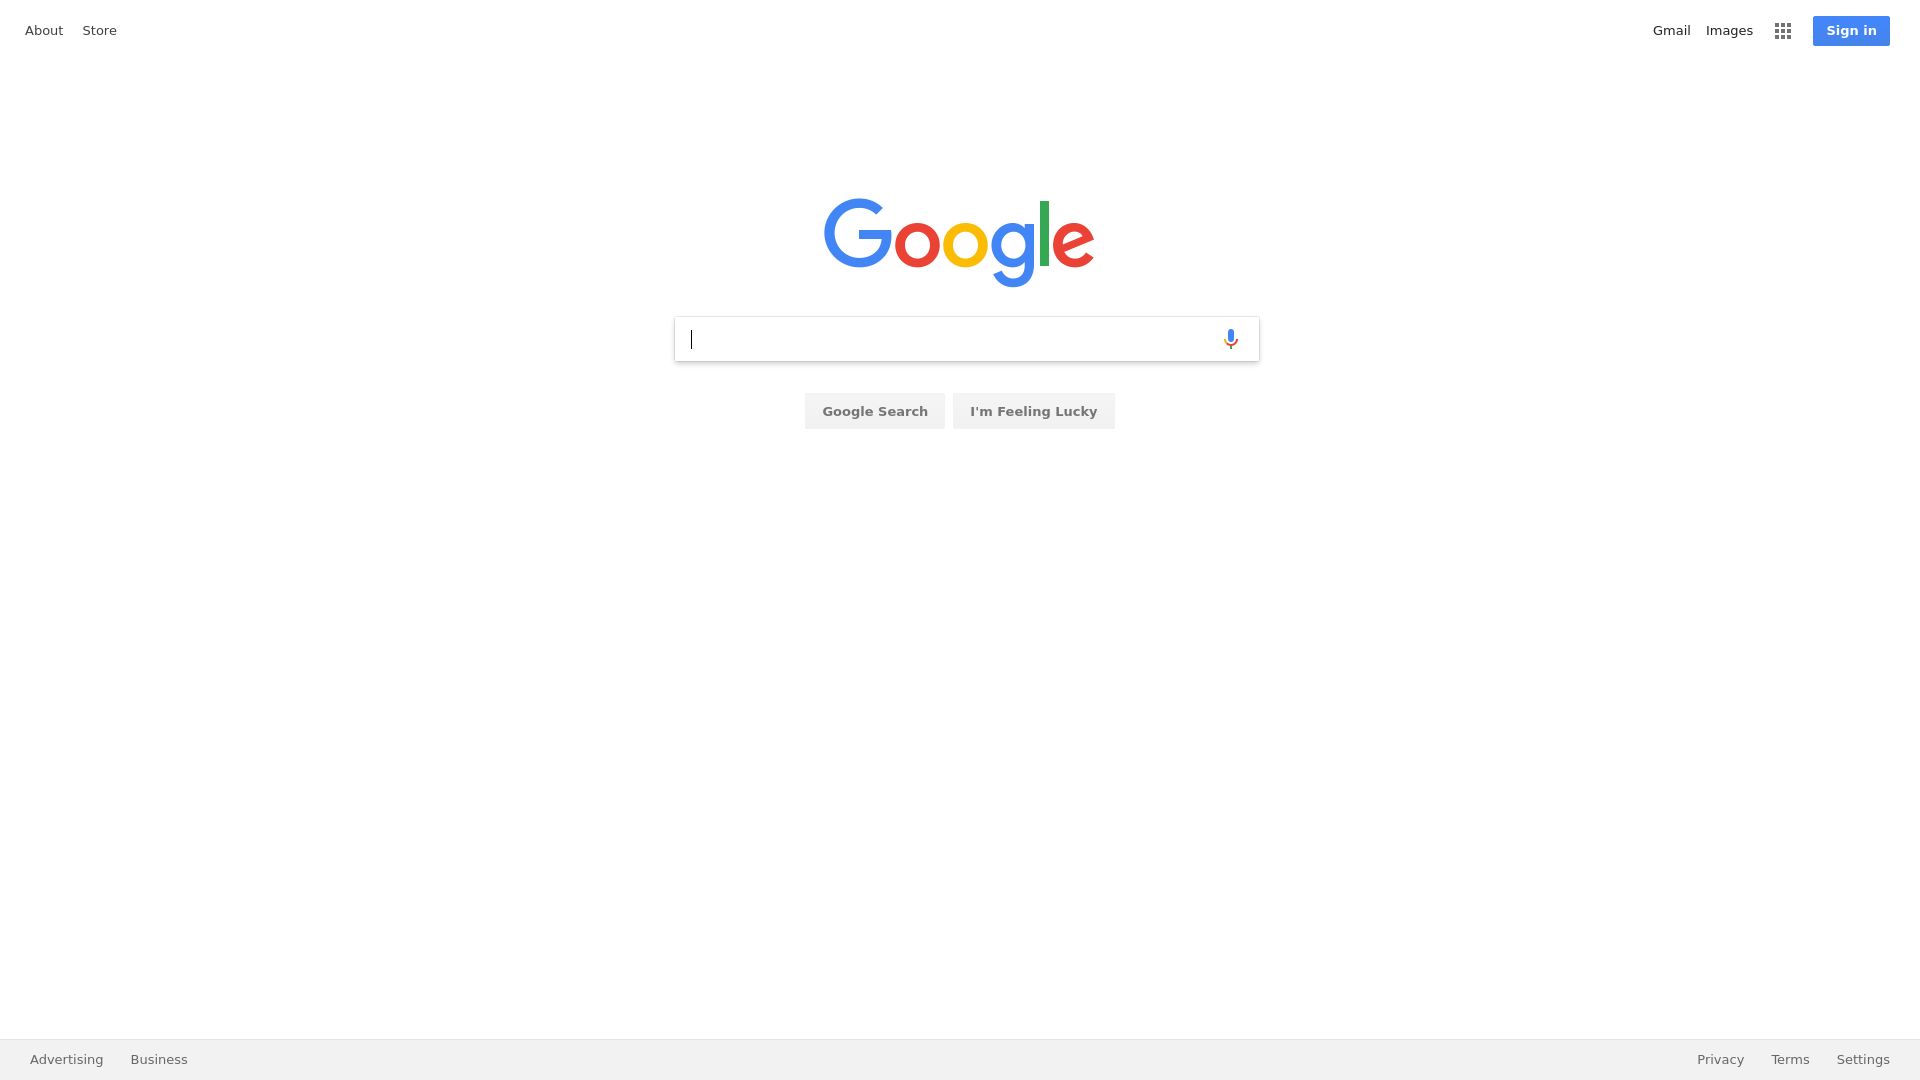 About Store Gmail Images Sign in
Google
Google Search I'm Feeling Lucky
Advertising Business Privacy Terms Settings